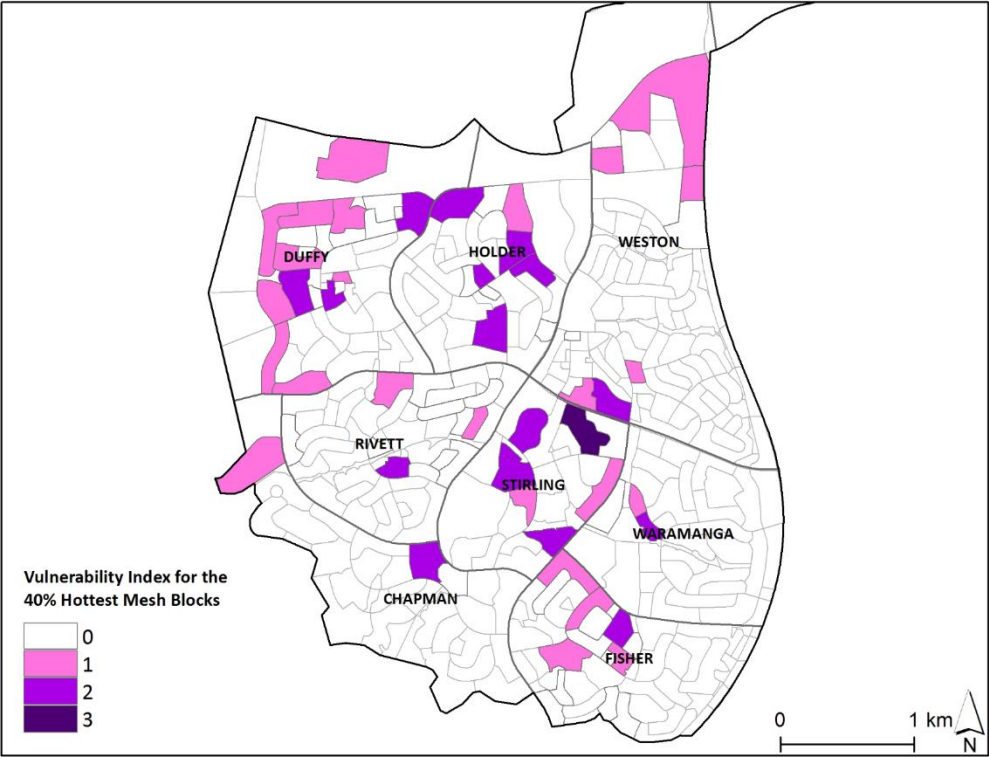 WESTON
HOLDER
DUFFY
RIVETT
STIRLING
WARAMANGA
CHAPMAN
FISHER
Vulnerability Index for the
40% Hottest Mesh Blocks
0
1
2
3
0 1 km
N